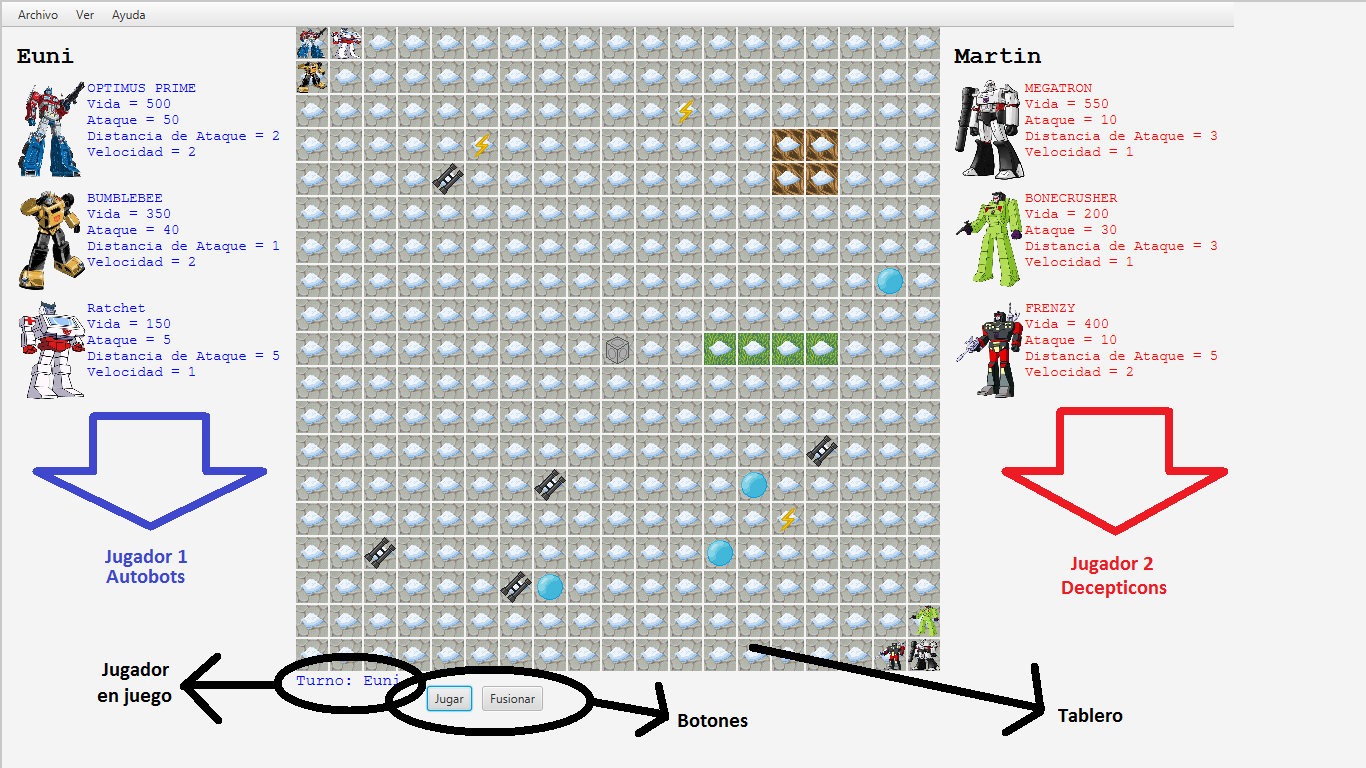 Archivo Ver Ayuda
Euni
OPTIMUS PRIME
Vida = 500
Ataque = 50
Distancia de Ataque = 2
Velocidad = 2
BUMBLEBEE
Vida = 350
Ataque = 40
Distancia de Ataque = 1
Velocidad = 2
Ratchet
Vida = 150
Ataque = 5
Distancia de Ataque = 5
Velocidad = 1
Jugador 1
Autobots
Martin
MEGATRON
Vida = 550
Ataque = 10
Distancia de Ataque = 3
Velocidad = 1
BONECRUSHER
Vida = 200
Ataque = 30
Distancia de Ataque = 3
Velocidad = 1
FRENZY
Vida = 400
Ataque = 10
Distancia de Ataque = 5
Velocidad = 2
Jugador 2
Decepticons
Jugador
en juego
Turno: Euni
Jugar Fusionar
Botones
Tablero